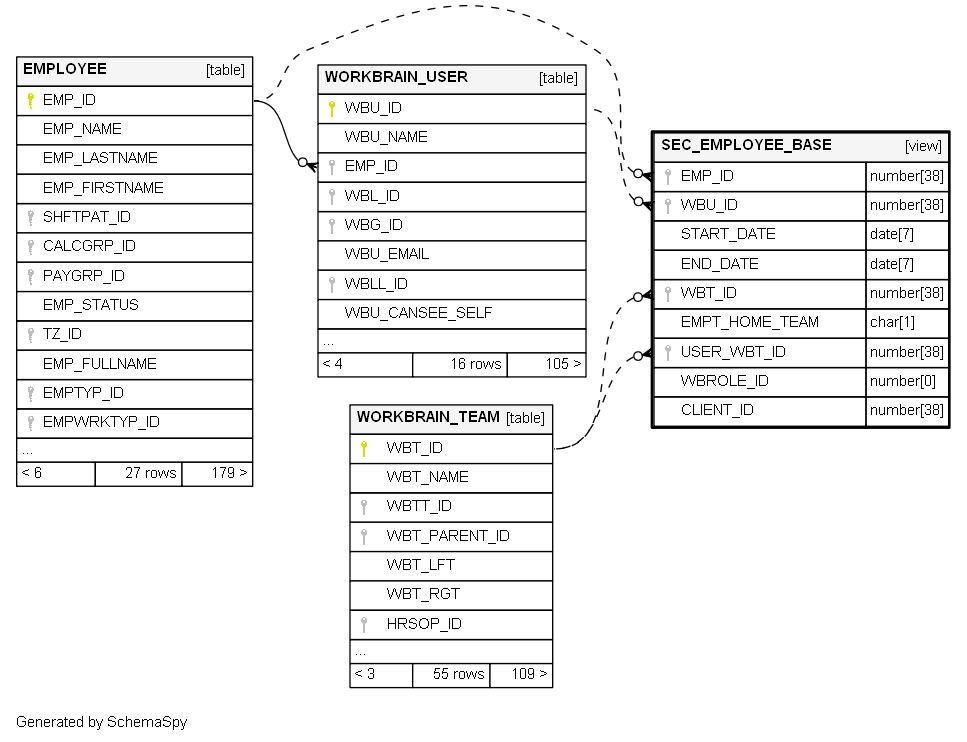 EMPLOYEE [table]
EMP_ID
EMP_NAME
EMP_LASTNAME
EMP_FIRSTNAME
SHFTPAT_ID
CALCGRP_ID
PAYGRP_ID
EMP_STATUS
TZ_ID
EMP_FULLNAME
EMPTYP_ID
EMPWRKTYP_ID
...
< 6 27 rows 179 >
WORKBRAIN_USER [table]
WBU_ID
WBU_NAME
EMP_ID
WBL_ID
WBG_ID
WBU_EMAIL
WBLL_ID
WBU_CANSEE_SELF
...
< 4 16 rows 105 >
WORKBRAIN_TEAM [table]
WBT_ID
WBT_NAME
WBTT_ID
WBT_PARENT_ID
WBT_LFT
WBT_RGT
HRSOP_ID
...
< 3 55 rows 109 >
SEC_EMPLOYEE_BASE [view]
EMP_ID number[38]
WBU_ID number[38]
START_DATE date[7]
END_DATE date[7]
WBT_ID number[38]
EMPT_HOME_TEAM char[1]
USER_WBT_ID number[38]
WBROLE_ID number[0]
CLIENT_ID number[38]
Generated by SchemaSpy